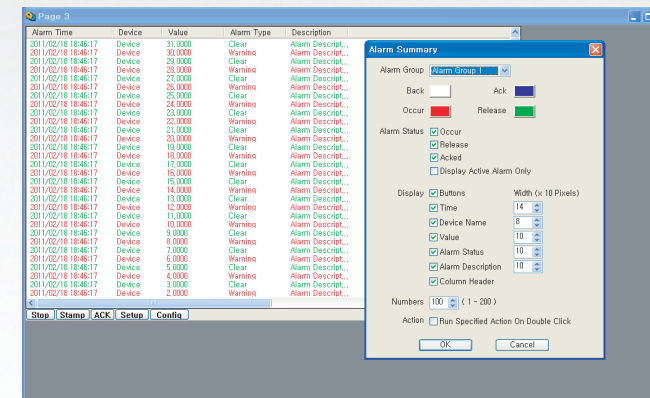 Page 3
Alarm Time Device Value Alarm Type Description
2011/02/18 18:46:17 Device 31,0000 Clear Alarm Descript,,,
2011/02/18 18:46:17 Device 30,0000 Warning Alarm Descript,,,
2011/02/18 18:46:17 Device 29,0000 Clear Alarm Descript,,,
2011/02/18 18:46:17 Device 28,0000 Warning Alarm Descript,,,
2011/02/18 18:46:17 Device 27,0000 Clear Alarm Descript,,,
2011/02/18 18:46:17 Device 26,0000 Warning Alarm Descript,,,
2011/02/18 18:46:17 Device 25,0000 Clear Alarm Descript,,,
2011/02/18 18:46:17 Device 24,0000 Warning Alarm Descript,,,
2011/02/18 18:46:17 Device 23,0000 Clear Alarm Descript,,,
2011/02/18 18:46:17 Device 22,0000 Warning Alarm Descript,,,
2011/02/18 18:46:17 Device 21,0000 Clear Alarm Descript,,,
2011/02/18 18:46:17 Device 20,0000 Warning Alarm Descript,,,
2011/02/18 18:46:17 Device 19,0000 Clear Alarm Descript,,,
2011/02/18 18:46:17 Device 18,0000 Warning Alarm Descript,,,
2011/02/18 18:46:17 Device 17,0000 Clear Alarm Descript,,,
2011/02/18 18:46:17 Device 16,0000 Warning Alarm Descript,,,
2011/02/18 18:46:17 Device 15,0000 Clear Alarm Descript,,,
2011/02/18 18:46:17 Device 14,0000 Warning Alarm Descript,,,
2011/02/18 18:46:17 Device 13,0000 Clear Alarm Descript,,,
2011/02/18 18:46:17 Device 12,0000 Warning Alarm Descript,,,
2011/02/18 18:46:17 Device 11,0000 Clear Alarm Descript,,,
2011/02/18 18:46:17 Device 10,0000 Warning Alarm Descript,,,
2011/02/18 18:46:17 Device 9,0000 Clear Alarm Descript,,,
2011/02/18 18:46:17 Device 8,0000 Warning Alarm Descript,,,
2011/02/18 18:46:17 Device 7,0000 Clear Alarm Descript,,,
2011/02/18 18:46:17 Device 6,0000 Warning Alarm Descript,,,
2011/02/18 18:46:17 Device 5,0000 Clear Alarm Descript,,,
2011/02/18 18:46:17 Device 4,0000 Warning Alarm Descript,,,
2011/02/18 18:46:17 Device 3,0000 Clear Alarm Descript,,,
2011/02/18 18:46:17 Device 2,0000 Warning Alarm Descript,,,
Stop Stamp ACK Setup Config
Alarm Summary
Alarm Group Alarm Group 1
Back Ack
Occur Release
Alarm Status Occur
Release
Acked
Display Active Alarm Only
Display Buttons Width (x 10 Pixels)
Time 14
Device Name 8
Value 10
Alarm Status 10
Alarm Description 10
Column Header
Numbers 100 ( 1 - 200 )
Action Run Specified Action On Double Click
OK Cancel